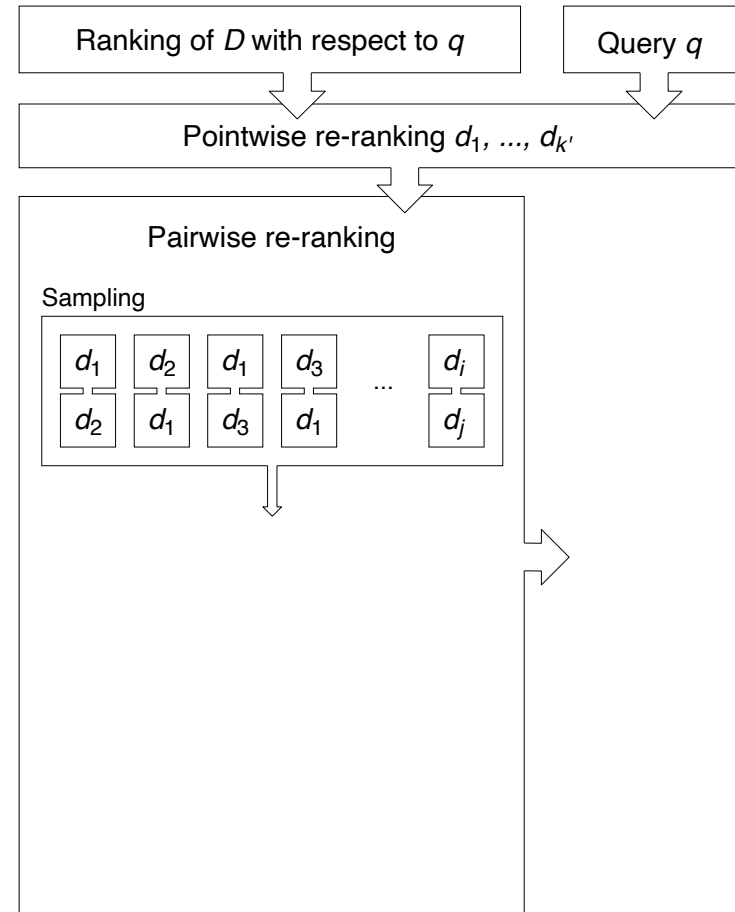 Ranking of D with respect to q
Query q
Pointwise re-ranking d₁, ..., dₖ′
Pairwise re-ranking
Sampling
d₁ d₂ d₁ d₃ ... dᵢ
d₂ d₁ d₃ d₁ dⱼ